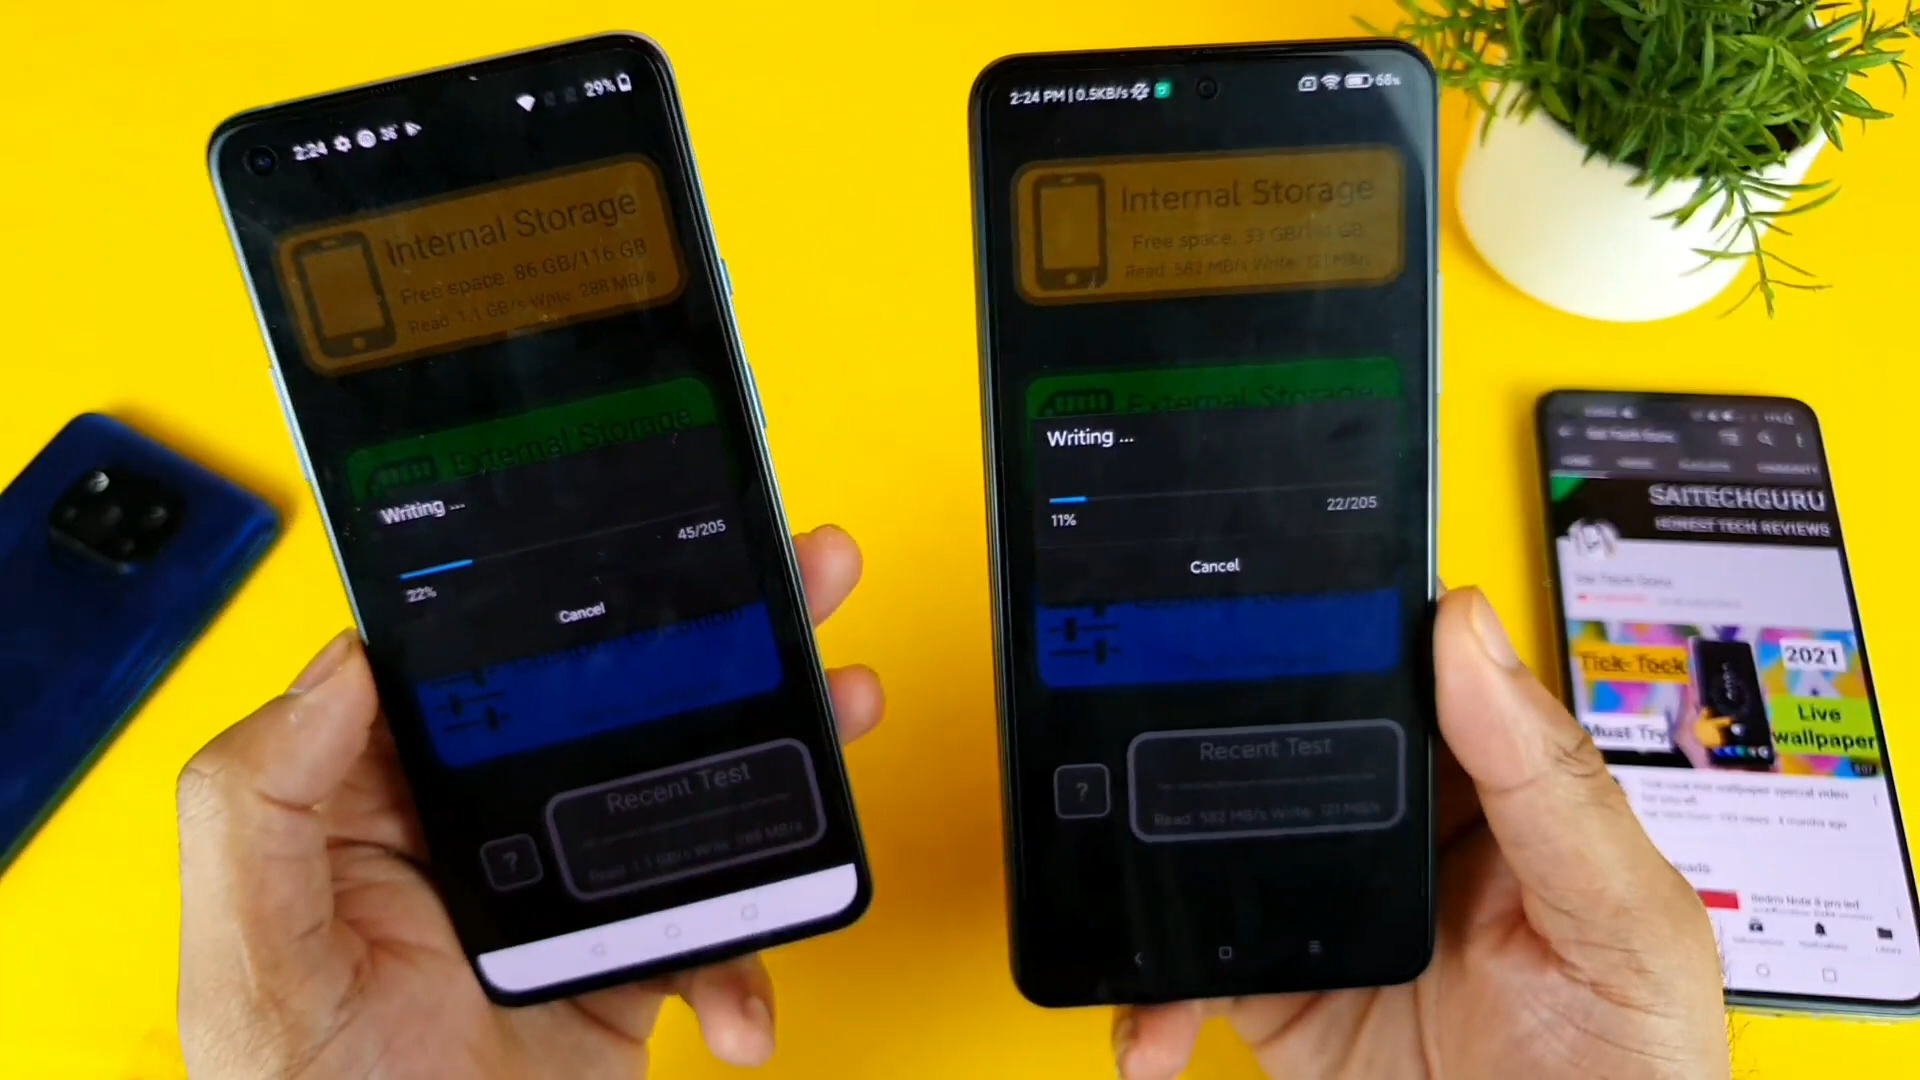 2:24
29%
Internal Storage
Free space: 86 GB/116 GB
Read 1.1 GB/s Write 288 MB/s
External Storage
Writing ...
45/205
22%
Cancel
Recent Test
Read 1.1 GB/s Write 288 MB/s
?
2:24 PM | 0.5KB/s
68%
Internal Storage
Free space: 33 GB/ GB
Read 582 MB/s Write 121 MB/s
External Storage
Writing ...
22/205
11%
Cancel
Recent Test
Read 582 MB/s Write 121 MB/s
?
SAITECHGURU
HONEST TECH REVIEWS
Tick-Tock
2021
Must Try
Live
wallpaper